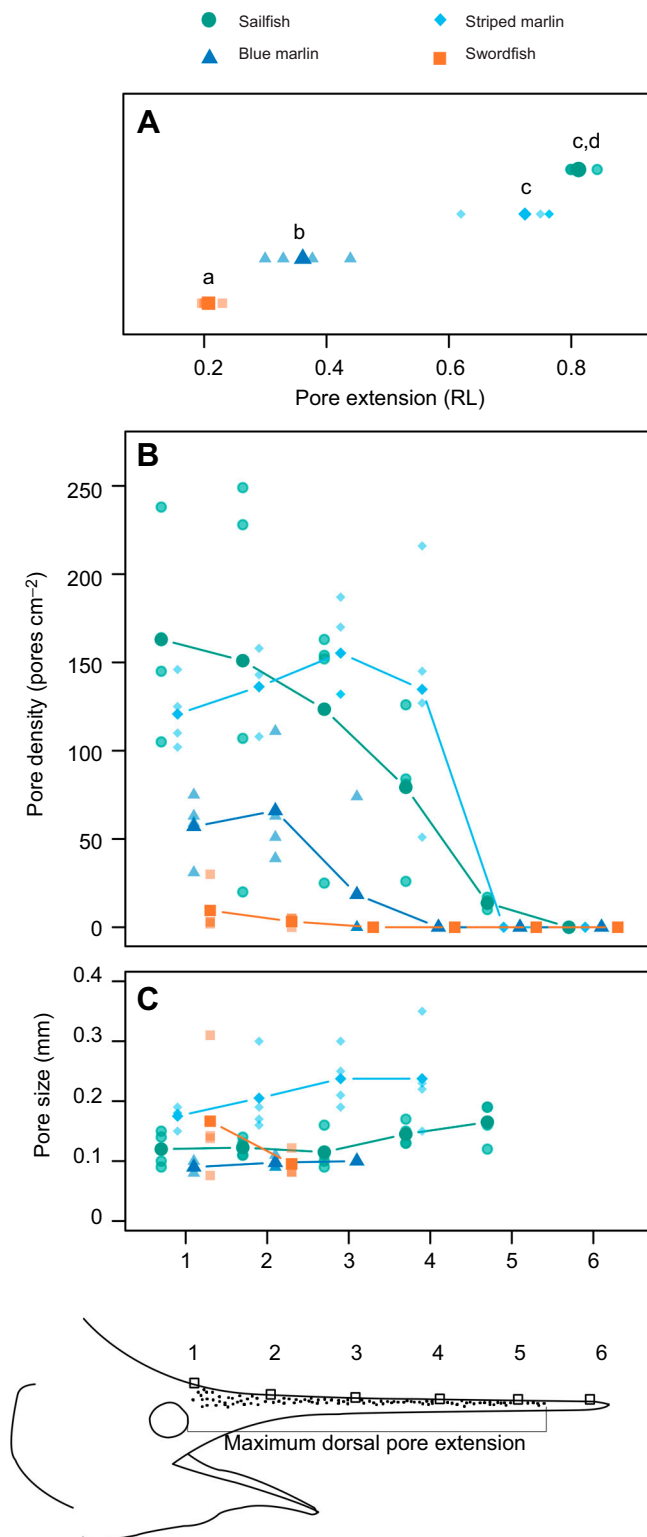 Sailfish
Striped marlin
Blue marlin
Swordfish
A
c,d
c
b
a
0.2 0.4 0.6 0.8
Pore extension (RL)
B
250
200
150
100
50
0
Pore density (pores cm⁻²)
C
0.4
0.3
0.2
0.1
0
Pore size (mm)
1 2 3 4 5 6
1 2 3 4 5 6
Maximum dorsal pore extension